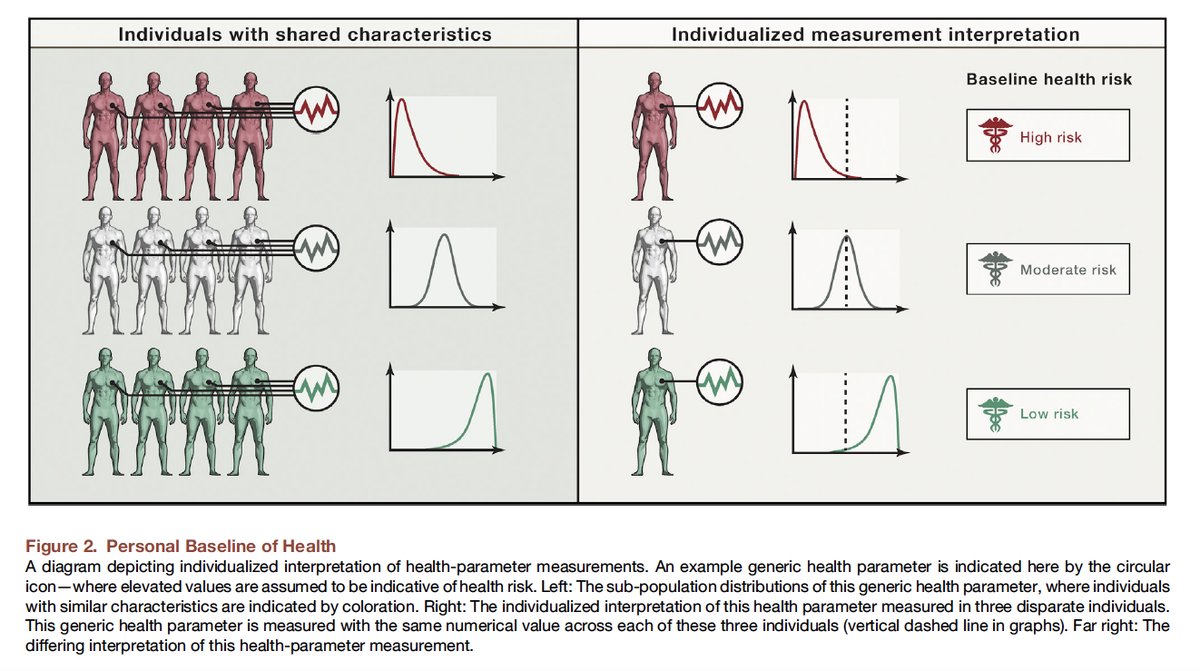 Individuals with shared characteristics
Individualized measurement interpretation
Baseline health risk
High risk
Moderate risk
Low risk
Figure 2. Personal Baseline of Health
A diagram depicting individualized interpretation of health-parameter measurements. An example generic health parameter is indicated here by the circular
icon—where elevated values are assumed to be indicative of health risk. Left: The sub-population distributions of this generic health parameter, where individuals
with similar characteristics are indicated by coloration. Right: The individualized interpretation of this health parameter measured in three disparate individuals.
This generic health parameter is measured with the same numerical value across each of these three individuals (vertical dashed line in graphs). Far right: The
differing interpretation of this health-parameter measurement.